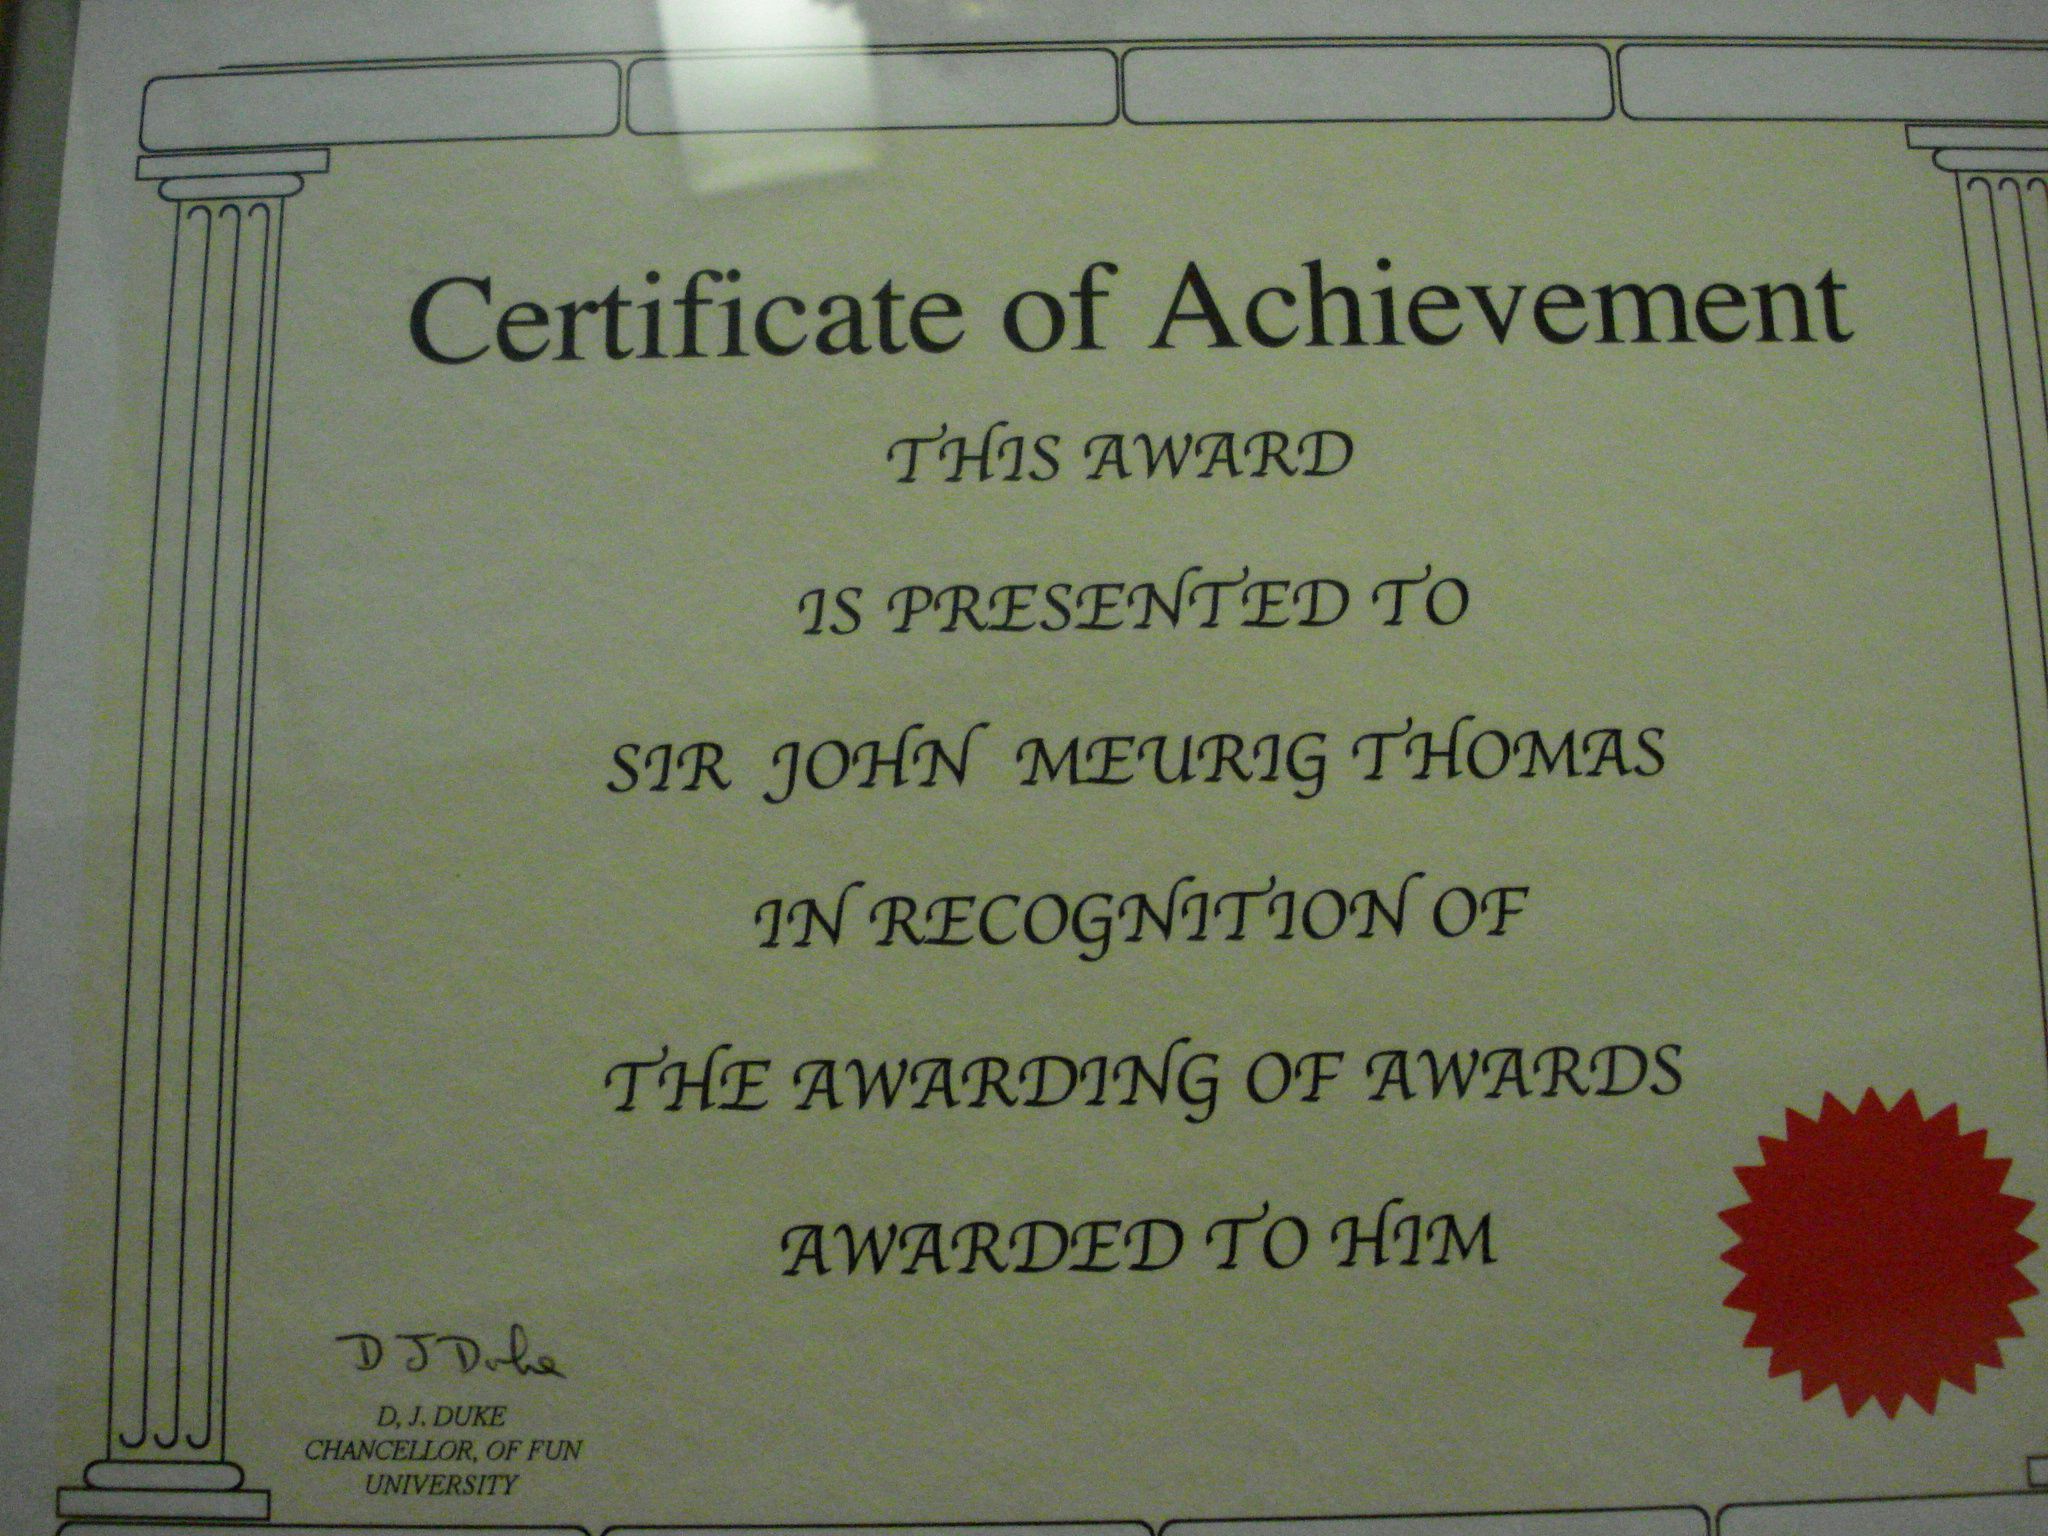 Certificate of Achievement
THIS AWARD
IS PRESENTED TO
SIR JOHN MEURIG THOMAS
IN RECOGNITION OF
THE AWARDING OF AWARDS
AWARDED TO HIM
D J Duke
D, J. DUKE
CHANCELLOR, OF FUN
UNIVERSITY